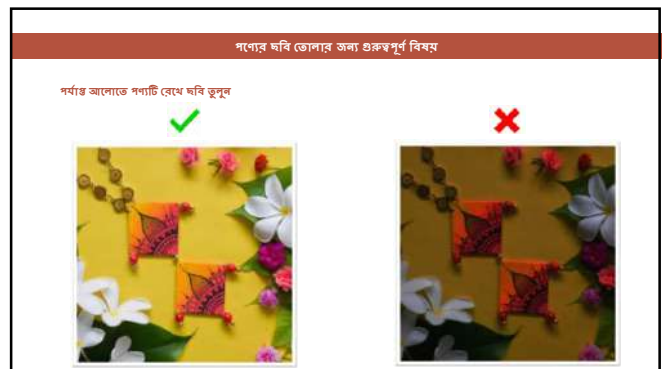 পণ্যের ছবি তোলার জন্য গুরুত্বপূর্ণ বিষয়
পর্যাপ্ত আলোতে পণ্যটি রেখে ছবি তুলুন